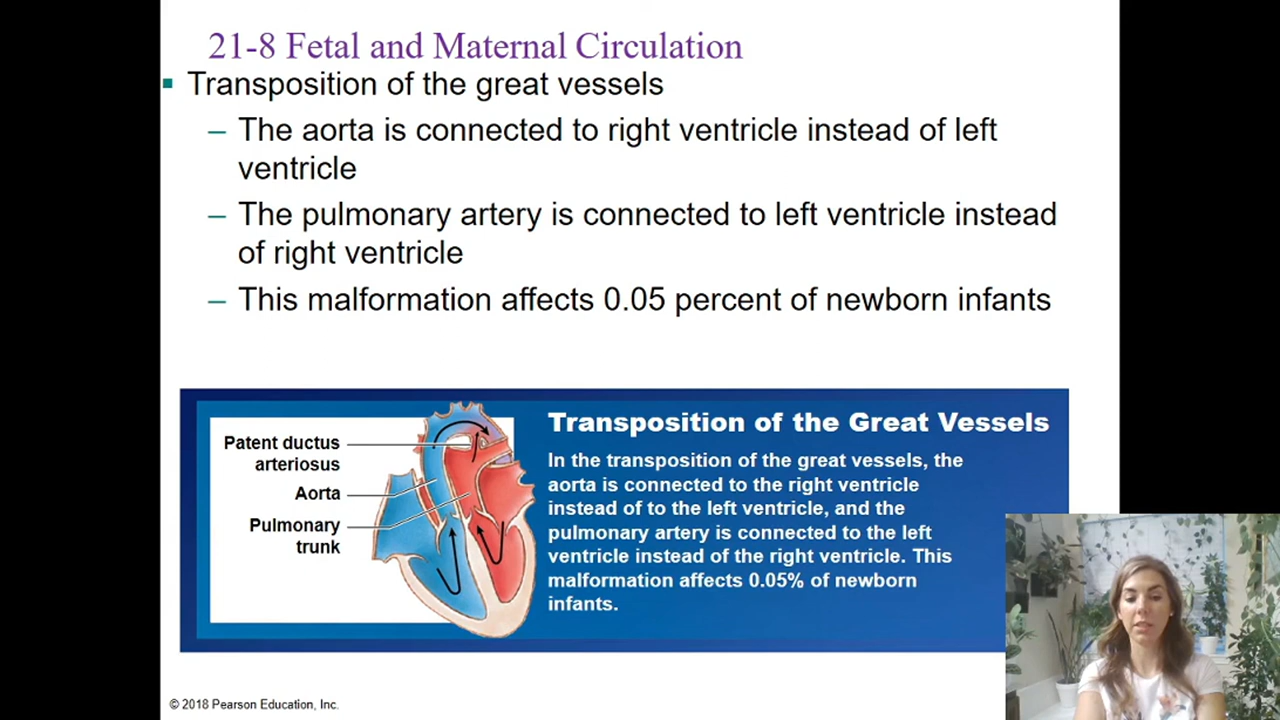 21-8 Fetal and Maternal Circulation
▪ Transposition of the great vessels
– The aorta is connected to right ventricle instead of left
ventricle
– The pulmonary artery is connected to left ventricle instead
of right ventricle
– This malformation affects 0.05 percent of newborn infants
Patent ductus
arteriosus
Aorta
Pulmonary
trunk
Transposition of the Great Vessels
In the transposition of the great vessels, the
aorta is connected to the right ventricle
instead of to the left ventricle, and the
pulmonary artery is connected to the left
ventricle instead of the right ventricle. This
malformation affects 0.05% of newborn
infants.
© 2018 Pearson Education, Inc.